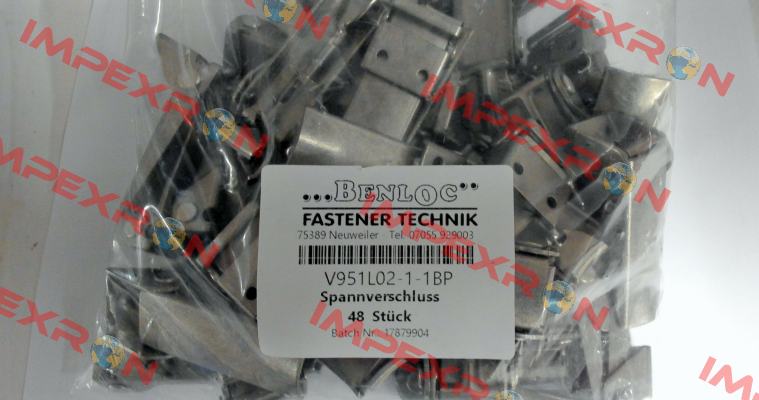 ...BENLOC"
FASTENER TECHNIK
75389 Neuweiler · Tel. 07055 929003
V951L02-1-1BP
Spannverschluss
48 Stück
Batch Nr.: 17879904
IMPEXRON
IMPEXRON
IMPEXRON
IMPEXRON
IMPEXRON
IMPEXRON